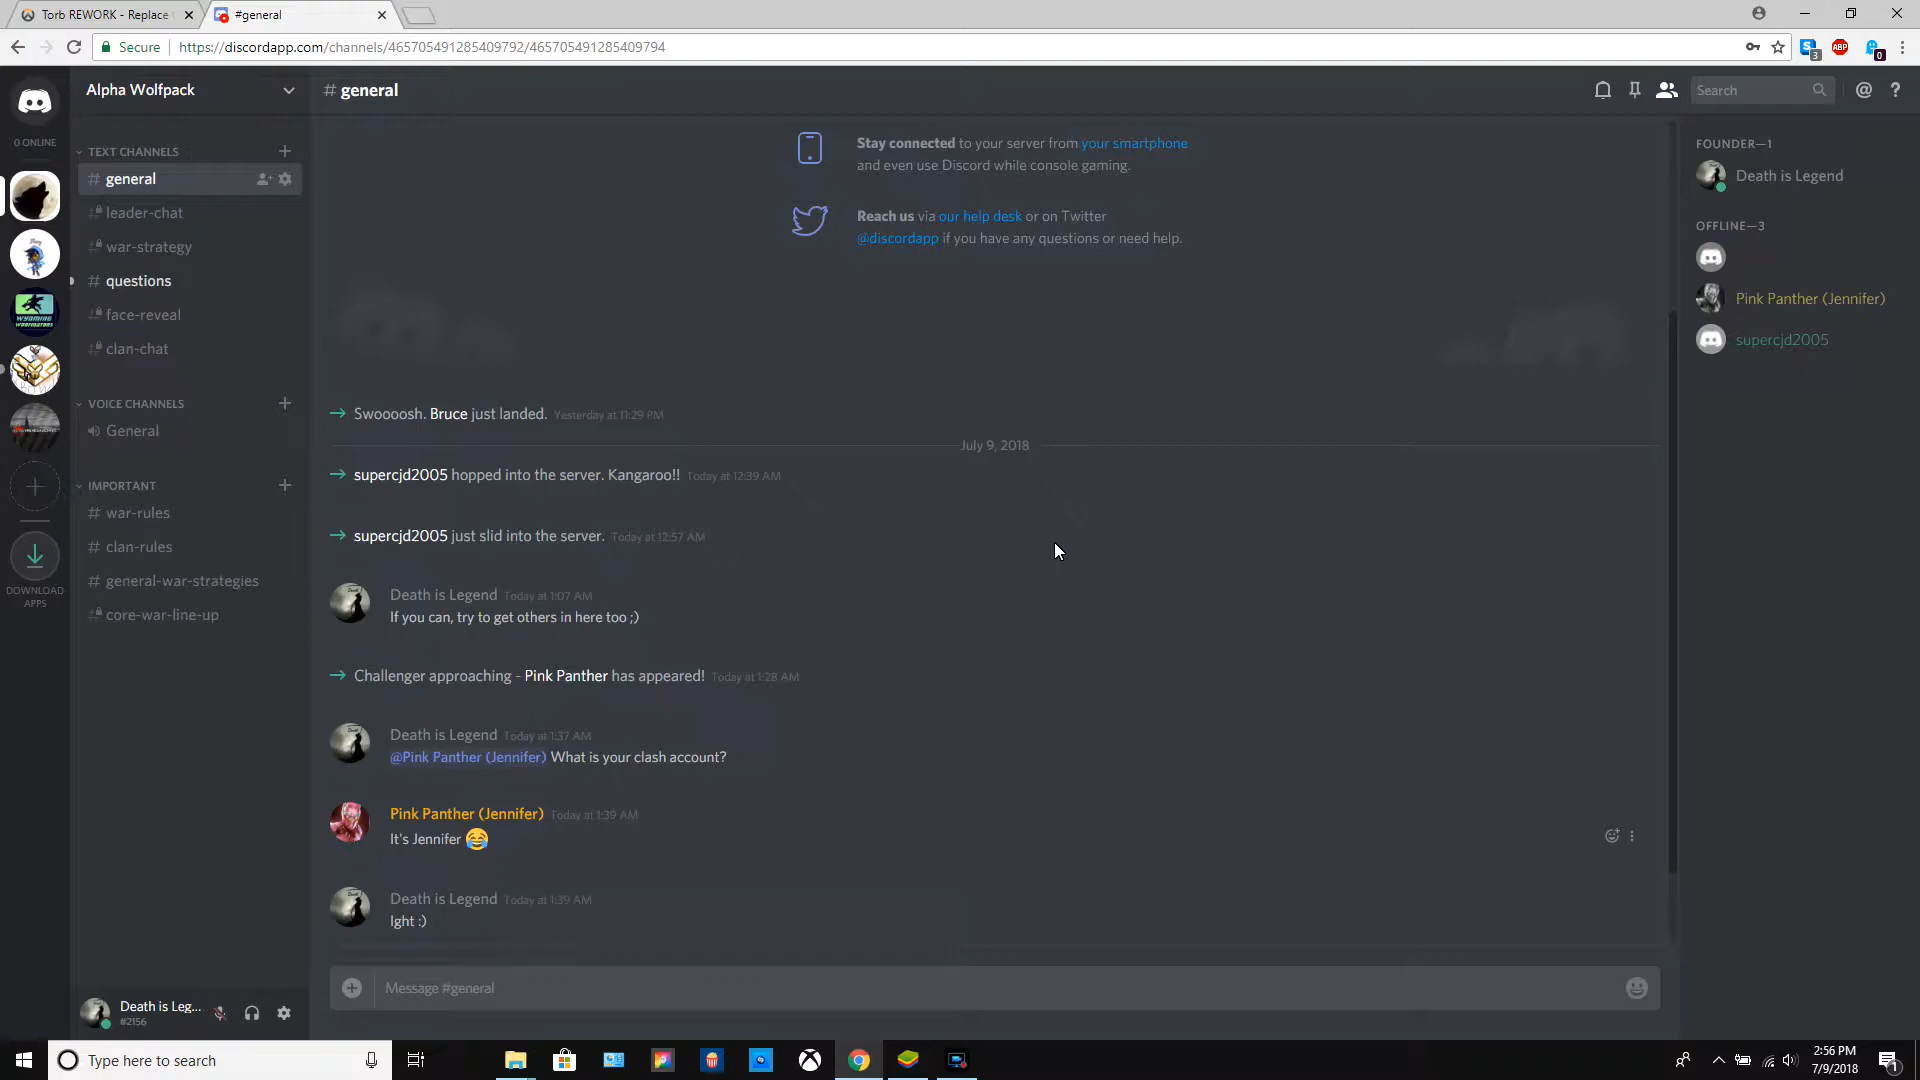 Torb REWORK - Replace
#general
Secure
https://discordapp.com/channels/465705491285409792/465705491285409794
3
ABP
0
0 ONLINE
WYOMING
DOWNLOAD
APPS
Alpha Wolfpack
TEXT CHANNELS
general
leader-chat
war-strategy
questions
face-reveal
clan-chat
VOICE CHANNELS
General
IMPORTANT
# war-rules
# clan-rules
# general-war-strategies
core-war-line-up
Death is Leg...
#2156
# general
Search
@ ?
Stay connected to your server from your smartphone
and even use Discord while console gaming.
Reach us via our help desk or on Twitter
@discordapp if you have any questions or need help.
Swoooosh. Bruce just landed. Yesterday at 11:29 PM
July 9, 2018
supercjd2005 hopped into the server. Kangaroo!! Today at 12:39 AM
supercjd2005 just slid into the server. Today at 12:57 AM
Death is Legend Today at 1:07 AM
If you can, try to get others in here too ;)
Challenger approaching - Pink Panther has appeared! Today at 1:28 AM
Death is Legend Today at 1:37 AM
@Pink Panther (Jennifer) What is your clash account?
Pink Panther (Jennifer) Today at 1:39 AM
It's Jennifer 😂
Death is Legend Today at 1:39 AM
Ight :)
Message #general
FOUNDER—1
Death is Legend
OFFLINE—3
Pink Panther (Jennifer)
supercjd2005
Type here to search
2:56 PM
7/9/2018
1